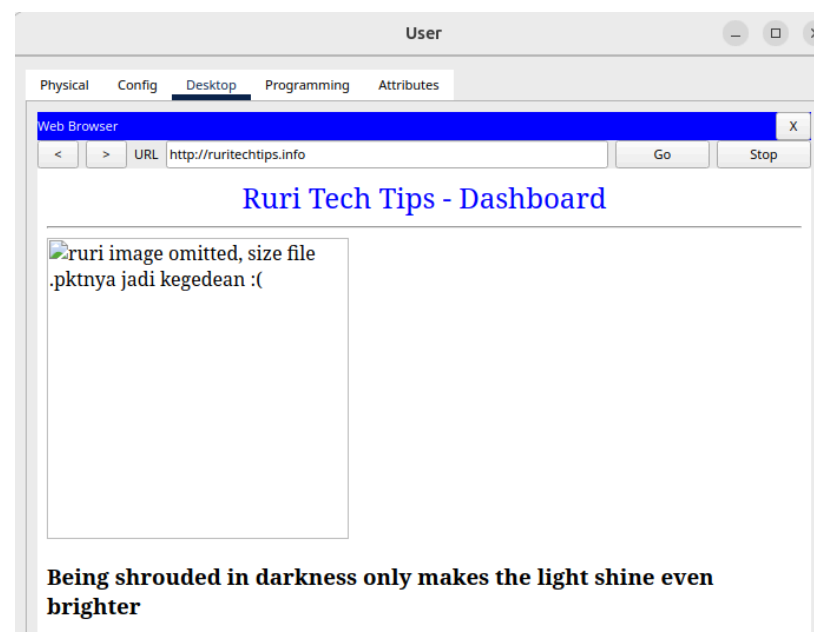 User
Physical Config Desktop Programming Attributes
Web Browser X
< > URL http://ruritechtips.info Go Stop
Ruri Tech Tips - Dashboard
ruri image omitted, size file
.pktnya jadi kegedean :(
Being shrouded in darkness only makes the light shine even
brighter